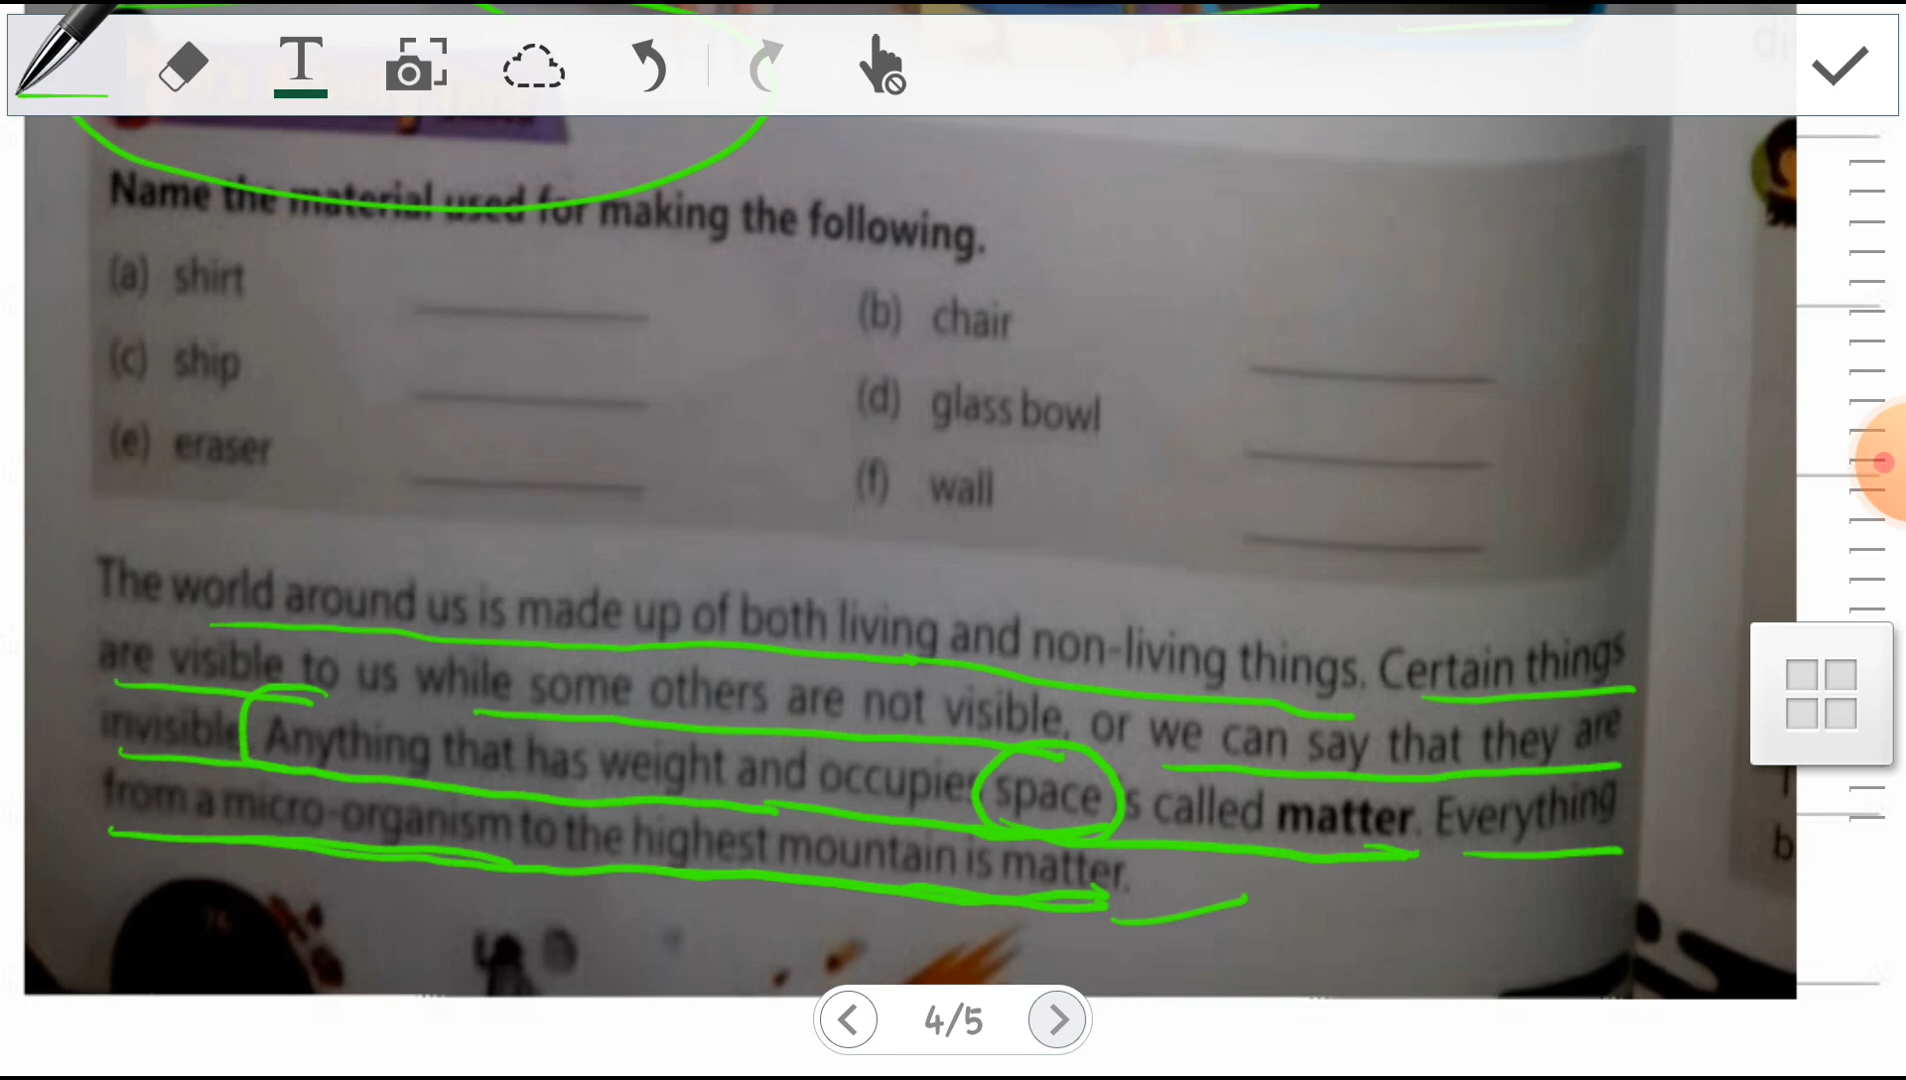 Name the material used for making the following.
(a) shirt
(b) chair
(c) ship
(d) glass bowl
(e) eraser
(f) wall
The world around us is made up of both living and non-living things. Certain things
are visible to us while some others are not visible, or we can say that they are
invisible. Anything that has weight and occupies space is called matter. Everything
from a micro-organism to the highest mountain is matter.
4/5
T
b